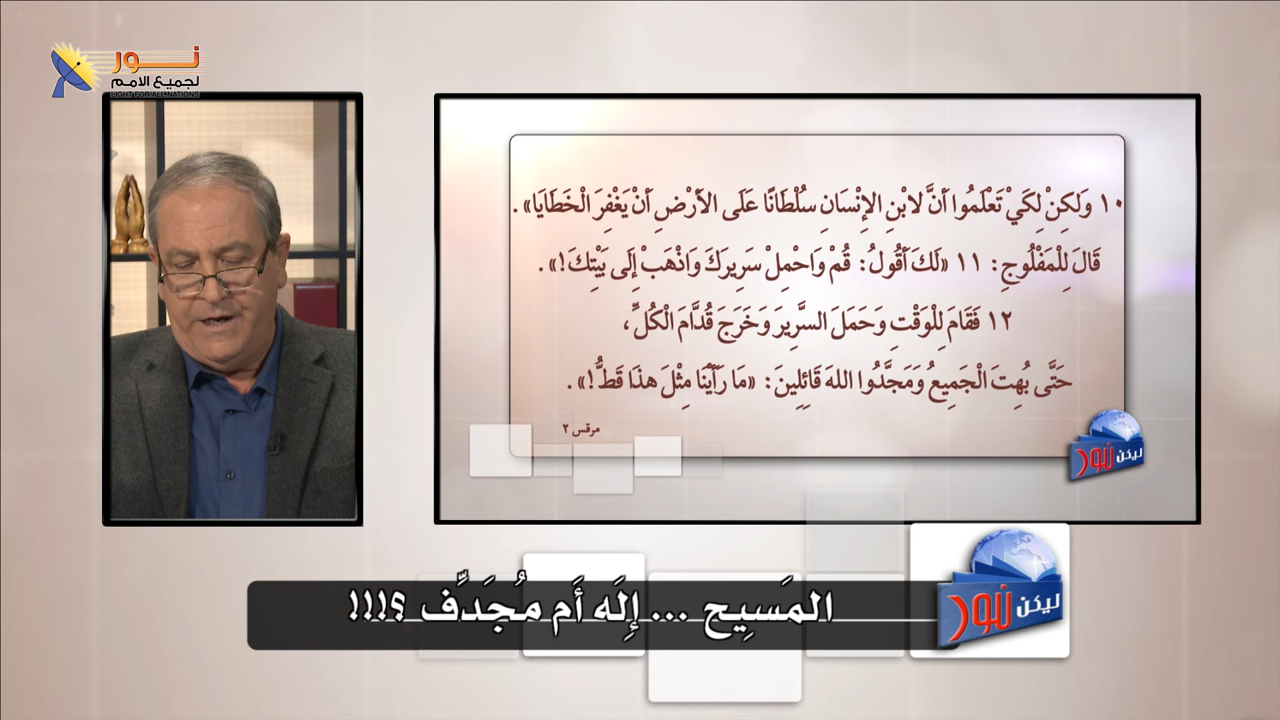 نور
لجميع الامم
LIGHT FOR ALL NATIONS
١٠ وَلكِنْ لِكَيْ تَعْلَمُوا أَنَّ لابْنِ الإِنْسَانِ سُلْطَانًا عَلَى الأَرْضِ أَنْ يَغْفِرَ الْخَطَايَا» .
قَالَ لِلْمَفْلُوجِ: ١١ «لَكَ أَقُولُ: قُمْ وَاحْمِلْ سَرِيرَكَ وَاذْهَبْ إِلَى بَيْتِكَ!» .
١٢ فَقَامَ لِلْوَقْتِ وَحَمَلَ السَّرِيرَ وَخَرَجَ قُدَّامَ الْكُلِّ،
حَتَّى بُهِتَ الْجَمِيعُ وَمَجَّدُوا اللهَ قَائِلِينَ: «مَا رَأَيْنَا مِثْلَ هذَا قَطُّ!» .
مرقس ٢
ليكن نور
المَسِيح ... إِلَه أَم مُجَدِّف ؟!!!
ليكن نور